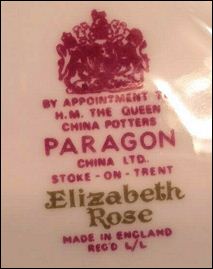 BY APPOINTMENT TO
H.M. THE QUEEN
CHINA POTTERS
PARAGON
CHINA LTD.
STOKE-ON-TRENT
Elizabeth
Rose
MADE IN ENGLAND
REG'D L/L